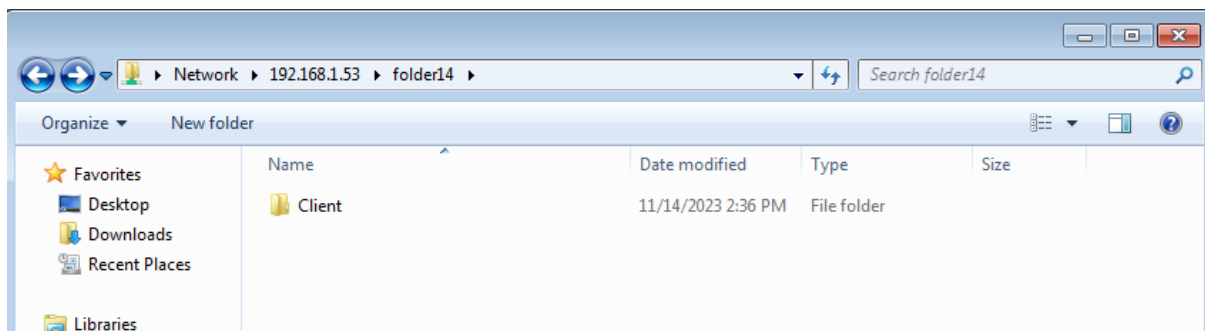 Network 192.168.1.53 folder14 Search folder14
Organize New folder
Name Date modified Type Size
Favorites
Desktop
Downloads
Recent Places
Libraries
Client 11/14/2023 2:36 PM File folder